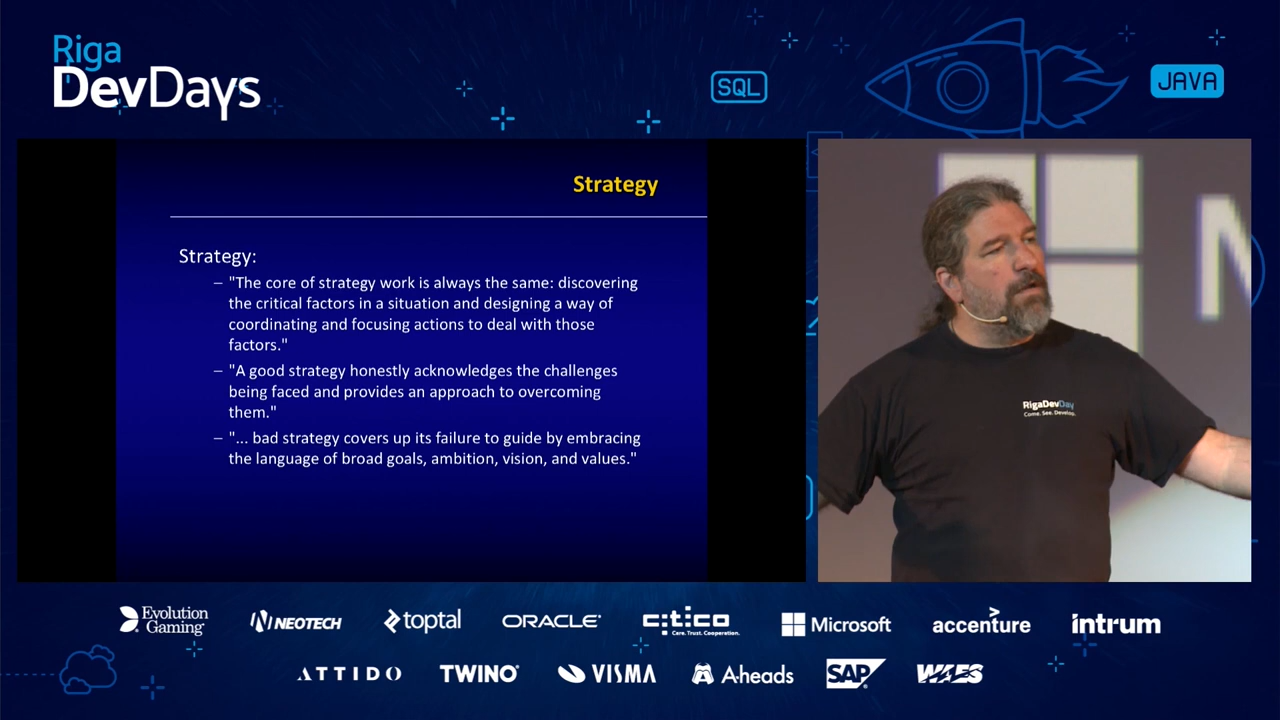 Riga
DevDays
SQL
JAVA
Strategy
Strategy:
– "The core of strategy work is always the same: discovering
the critical factors in a situation and designing a way of
coordinating and focusing actions to deal with those
factors."
– "A good strategy honestly acknowledges the challenges
being faced and provides an approach to overcoming
them."
– "... bad strategy covers up its failure to guide by embracing
the language of broad goals, ambition, vision, and values."
N
RigaDevDay
Come. See. Develop.
Evolution
Gaming
NEOTECH
toptal
ORACLE
citico
Care. Trust. Cooperation.
Microsoft
accenture
intrum
ATTIDO
TWINO
VISMA
A-heads
SAP
WAES